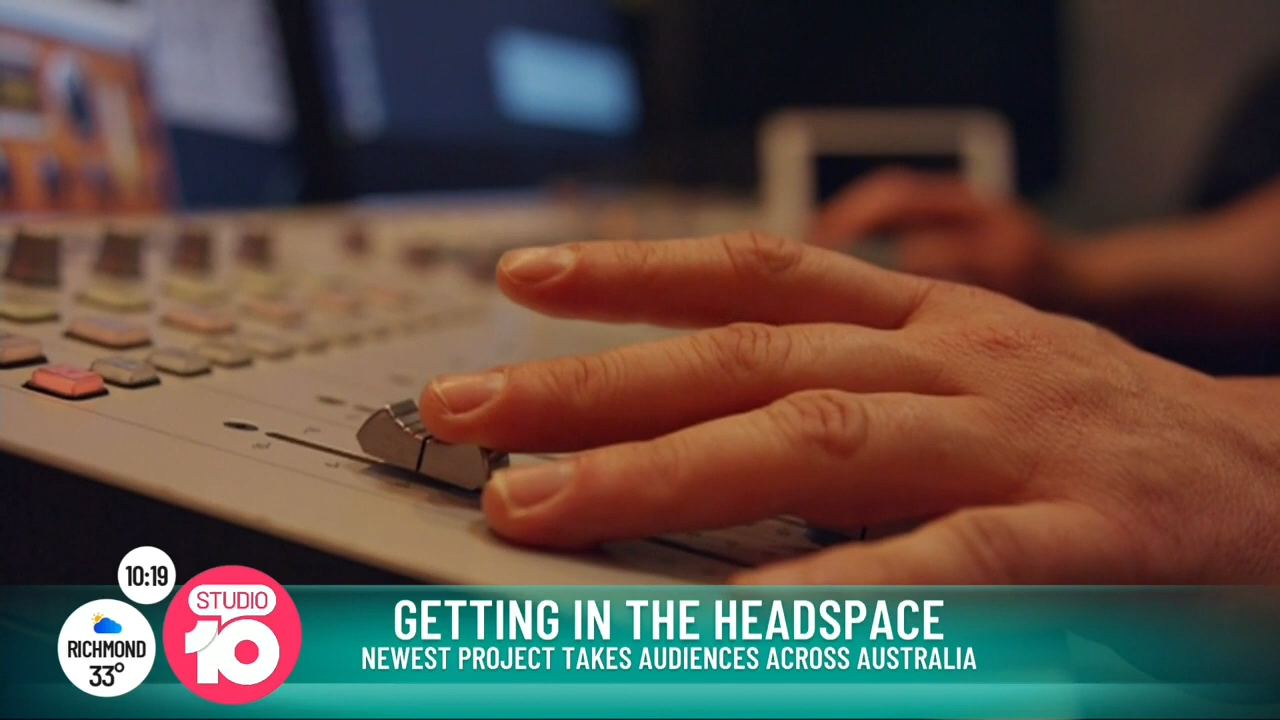 10:19
RICHMOND
33°
STUDIO
10
GETTING IN THE HEADSPACE
NEWEST PROJECT TAKES AUDIENCES ACROSS AUSTRALIA